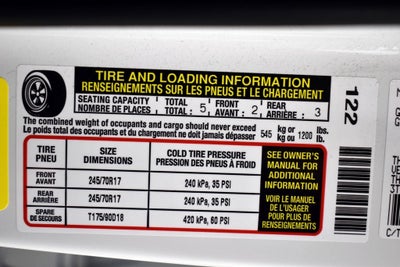 TIRE AND LOADING INFORMATION
RENSEIGNEMENTS SUR LES PNEUS ET LE CHARGEMENT
SEATING CAPACITY TOTAL : 5 FRONT : 2 REAR : 3
NOMBRE DE PLACES TOTAL AVANT ARRIÈRE
The combined weight of occupants and cargo should never exceed 545 kg or 1200 lbs.
Le poids total des occupants et du chargement ne doit jamais dépasser kg ou lb.
TIRE SIZE COLD TIRE PRESSURE
PNEU DIMENSIONS PRESSION DES PNEUS À FROID
FRONT
AVANT 245/70R17 240 kPa, 35 PSI
REAR
ARRIÈRE 245/70R17 240 kPa, 35 PSI
SPARE
DE SECOURS T175/90D18 420 kPa, 60 PSI
SEE OWNER'S
MANUAL FOR
ADDITIONAL
INFORMATION
VOIR LE MANUEL
DE L'USAGER
POUR PLUS DE
RENSEIGNEMENTS
122